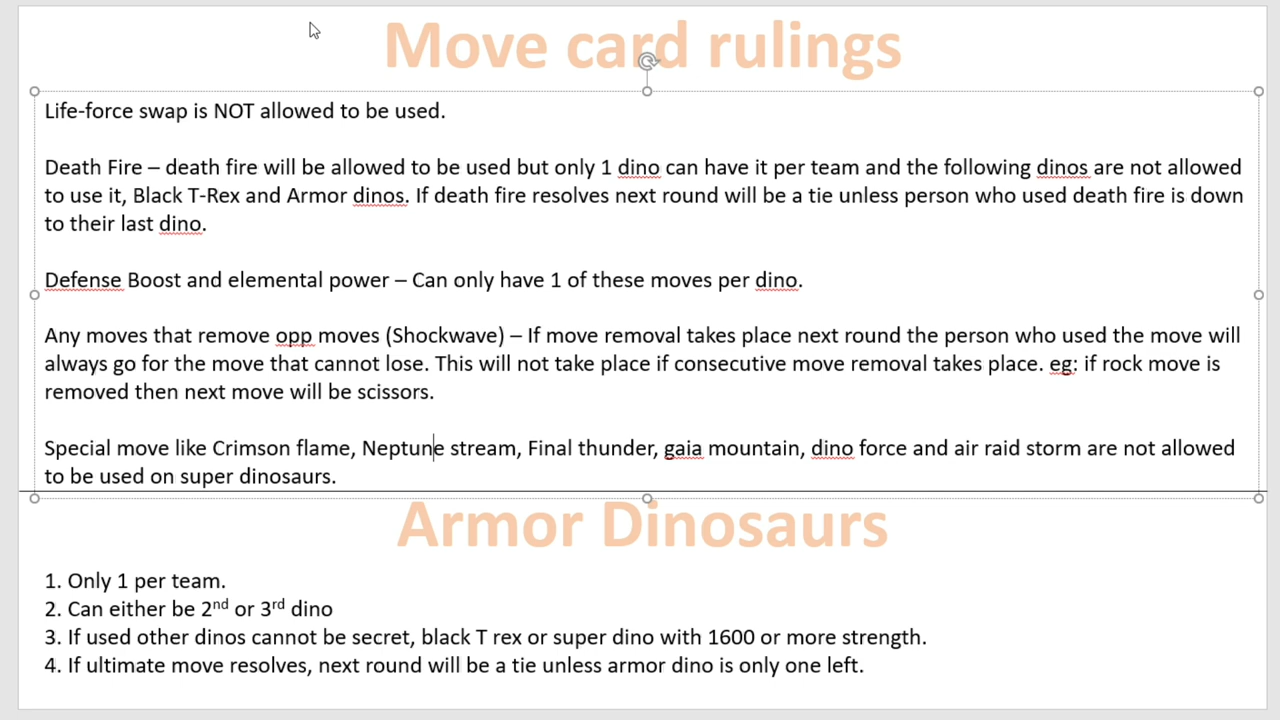 Move card rulings
Life-force swap is NOT allowed to be used.
Death Fire – death fire will be allowed to be used but only 1 dino can have it per team and the following dinos are not allowed
to use it, Black T-Rex and Armor dinos. If death fire resolves next round will be a tie unless person who used death fire is down
to their last dino.
Defense Boost and elemental power – Can only have 1 of these moves per dino.
Any moves that remove opp moves (Shockwave) – If move removal takes place next round the person who used the move will
always go for the move that cannot lose. This will not take place if consecutive move removal takes place. eg: if rock move is
removed then next move will be scissors.
Special move like Crimson flame, Neptune stream, Final thunder, gaia mountain, dino force and air raid storm are not allowed
to be used on super dinosaurs.
Armor Dinosaurs
1. Only 1 per team.
2. Can either be 2nd or 3rd dino
3. If used other dinos cannot be secret, black T rex or super dino with 1600 or more strength.
4. If ultimate move resolves, next round will be a tie unless armor dino is only one left.